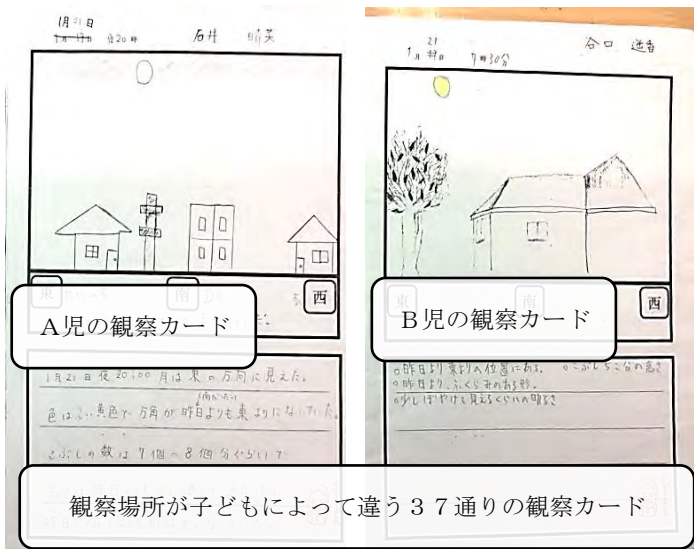 1月21日
夜20時
石井
1月21
7時30分
谷口
東
南
西
A児の観察カード
1月21日夜20:00 月は東の方向に見えた。
色はこい黄色で 方角が昨日よりも東よりになっていた。
こぶしの数は7個〜8個分ぐらいで
東
南
西
B児の観察カード
○昨日より東よりの位置にある。
○昨日より、ふくらみのある形。
○少しぼやけて見えるくらいの明るさ
観察場所が子どもによって違う37通りの観察カード